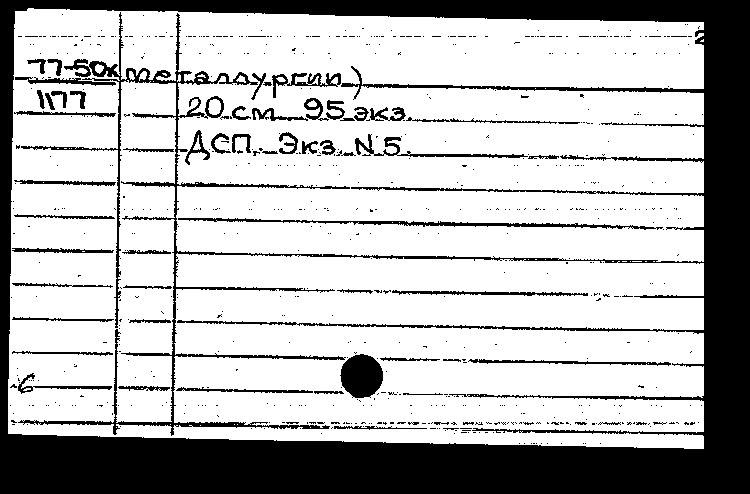 2
77-50к металлургии)
1177 20 см 95 экз.
ДСП. Экз. N 5.
6